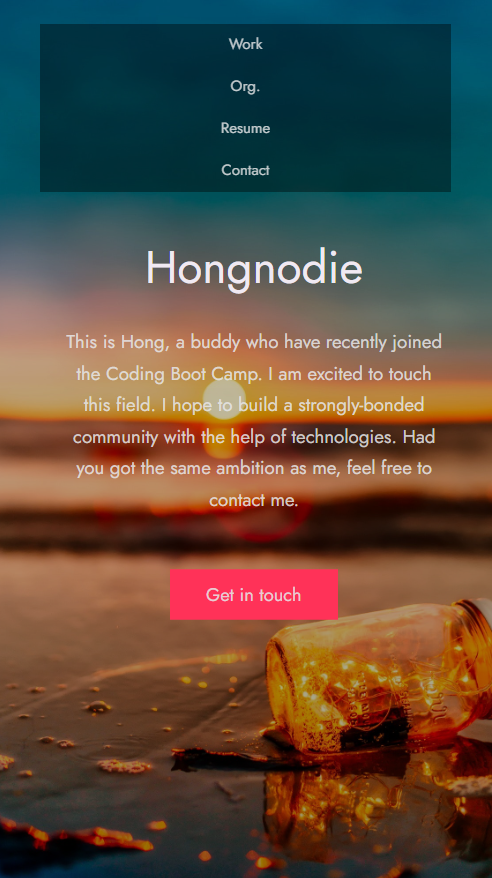 Work
Org.
Resume
Contact
Hongnodie
This is Hong, a buddy who have recently joined
the Coding Boot Camp. I am excited to touch
this field. I hope to build a strongly-bonded
community with the help of technologies. Had
you got the same ambition as me, feel free to
contact me.
Get in touch